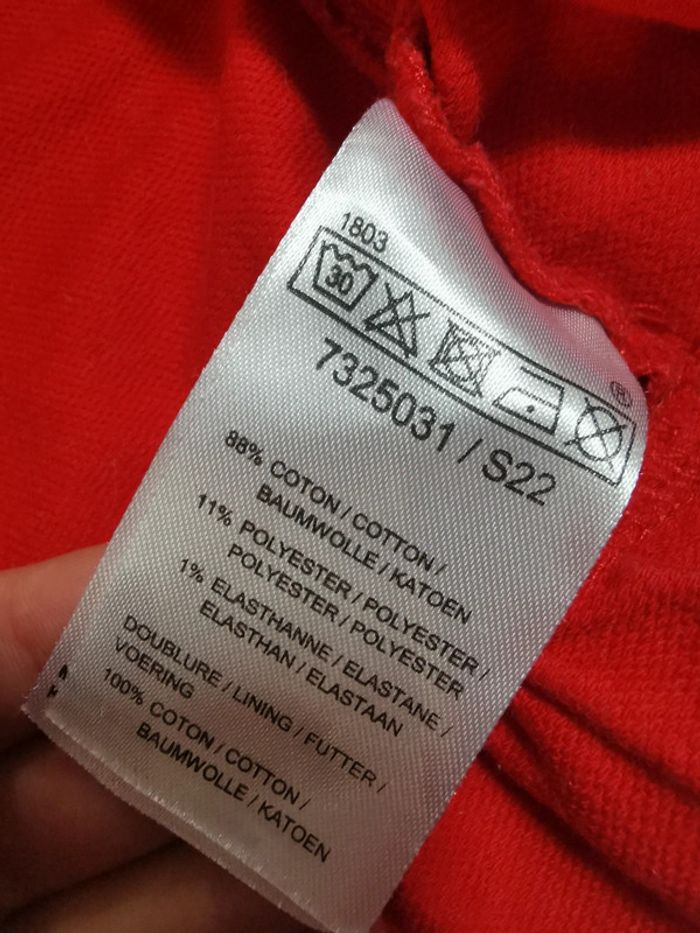 1803
30
®
7325031 / S22
88% COTON / COTTON /
BAUMWOLLE / KATOEN
11% POLYESTER / POLYESTER /
POLYESTER / POLYESTER
1% ELASTHANNE / ELASTANE /
ELASTHAN / ELASTAAN
DOUBLURE / LINING / FUTTER /
VOERING
100% COTON / COTTON /
BAUMWOLLE / KATOEN